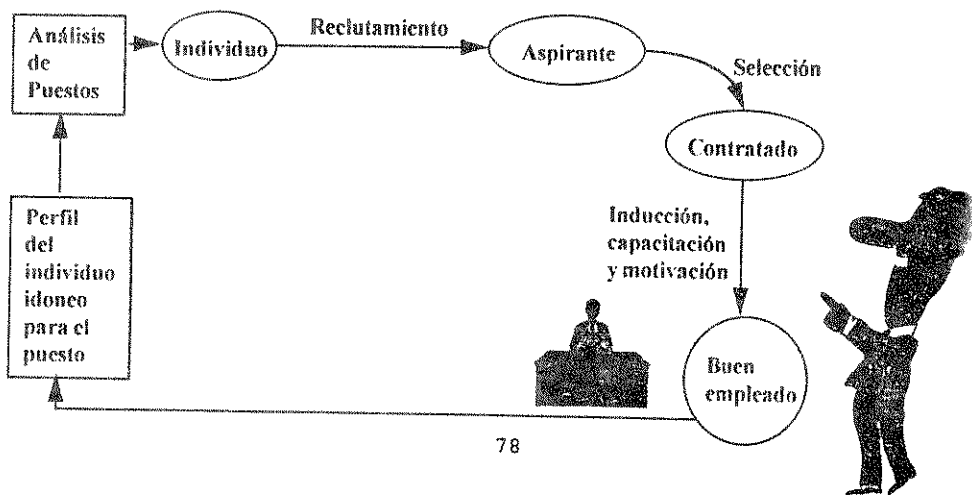 Análisis
de
Puestos
Individuo
Reclutamiento
Aspirante
Selección
Contratado
Inducción,
capacitación
y motivación
Buen
empleado
Perfil
del
individuo
idoneo
para el
puesto
78